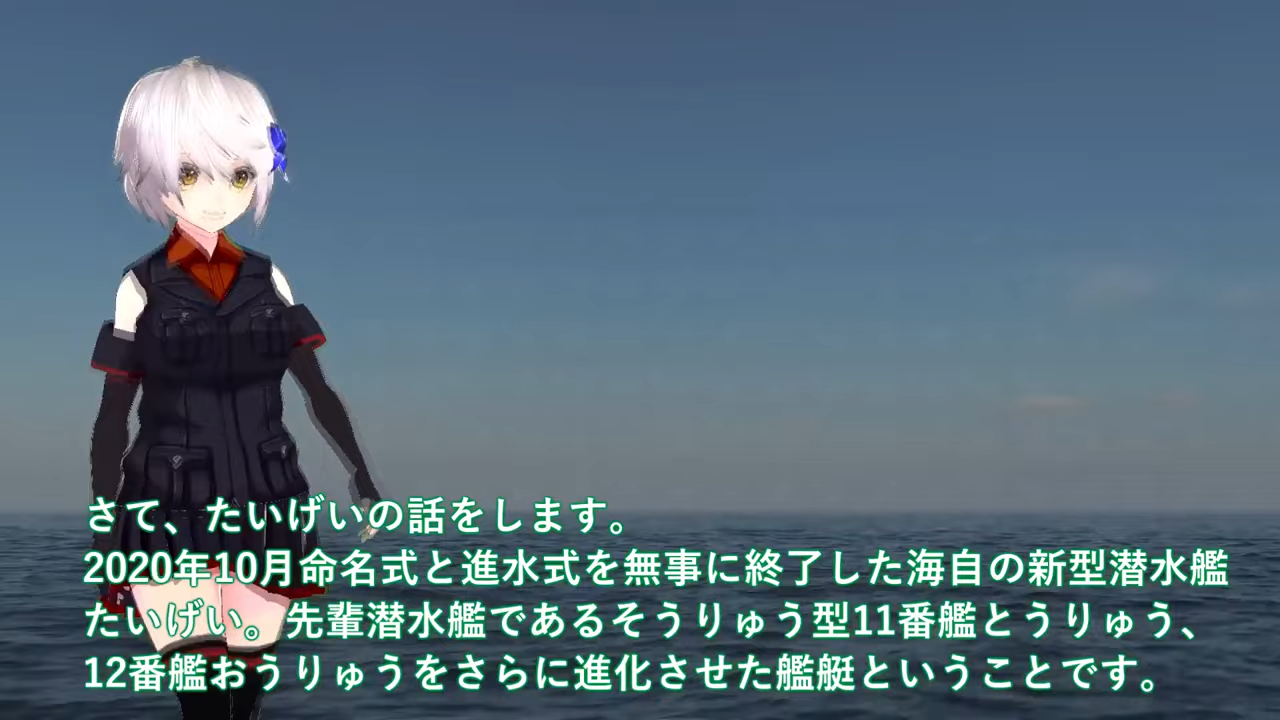 さて、たいげいの話をします。
2020年10月命名式と進水式を無事に終了した海自の新型潜水艦
たいげい。先輩潜水艦であるそうりゅう型11番艦とうりゅう、
12番艦おうりゅうをさらに進化させた艦艇ということです。